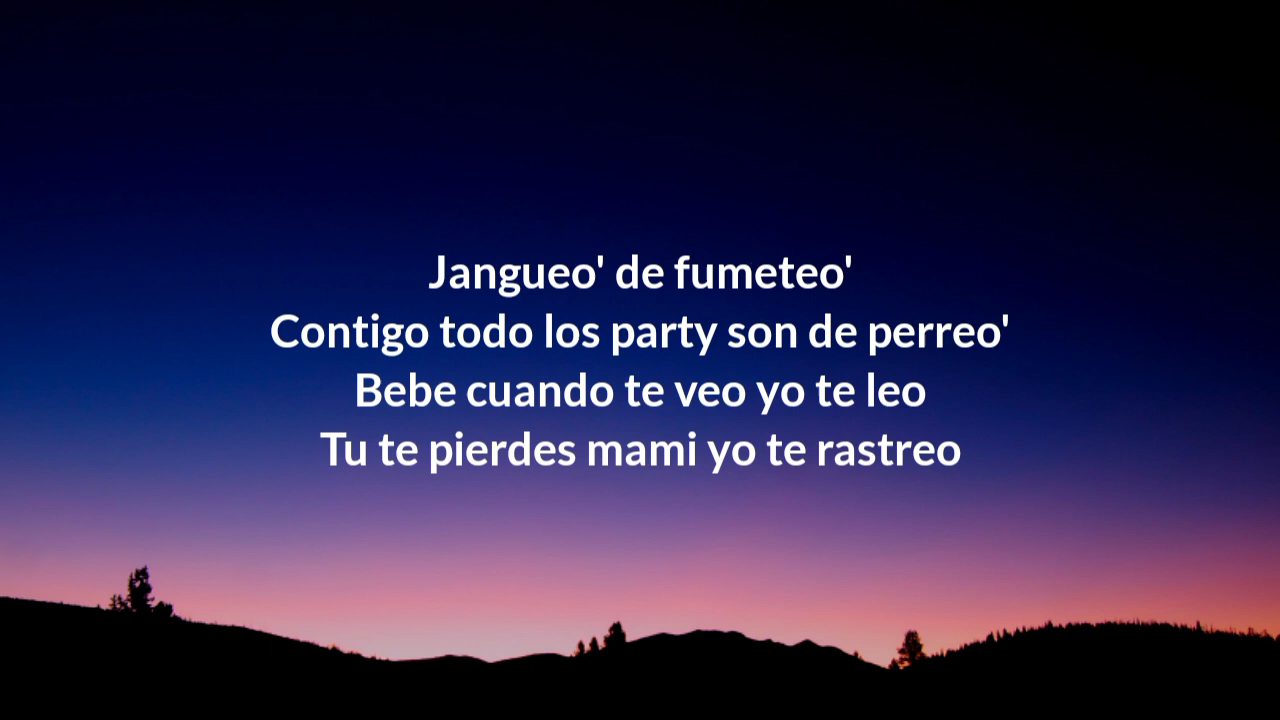 Jangueo' de fumeteo'
Contigo todo los party son de perreo'
Bebe cuando te veo yo te leo
Tu te pierdes mami yo te rastreo